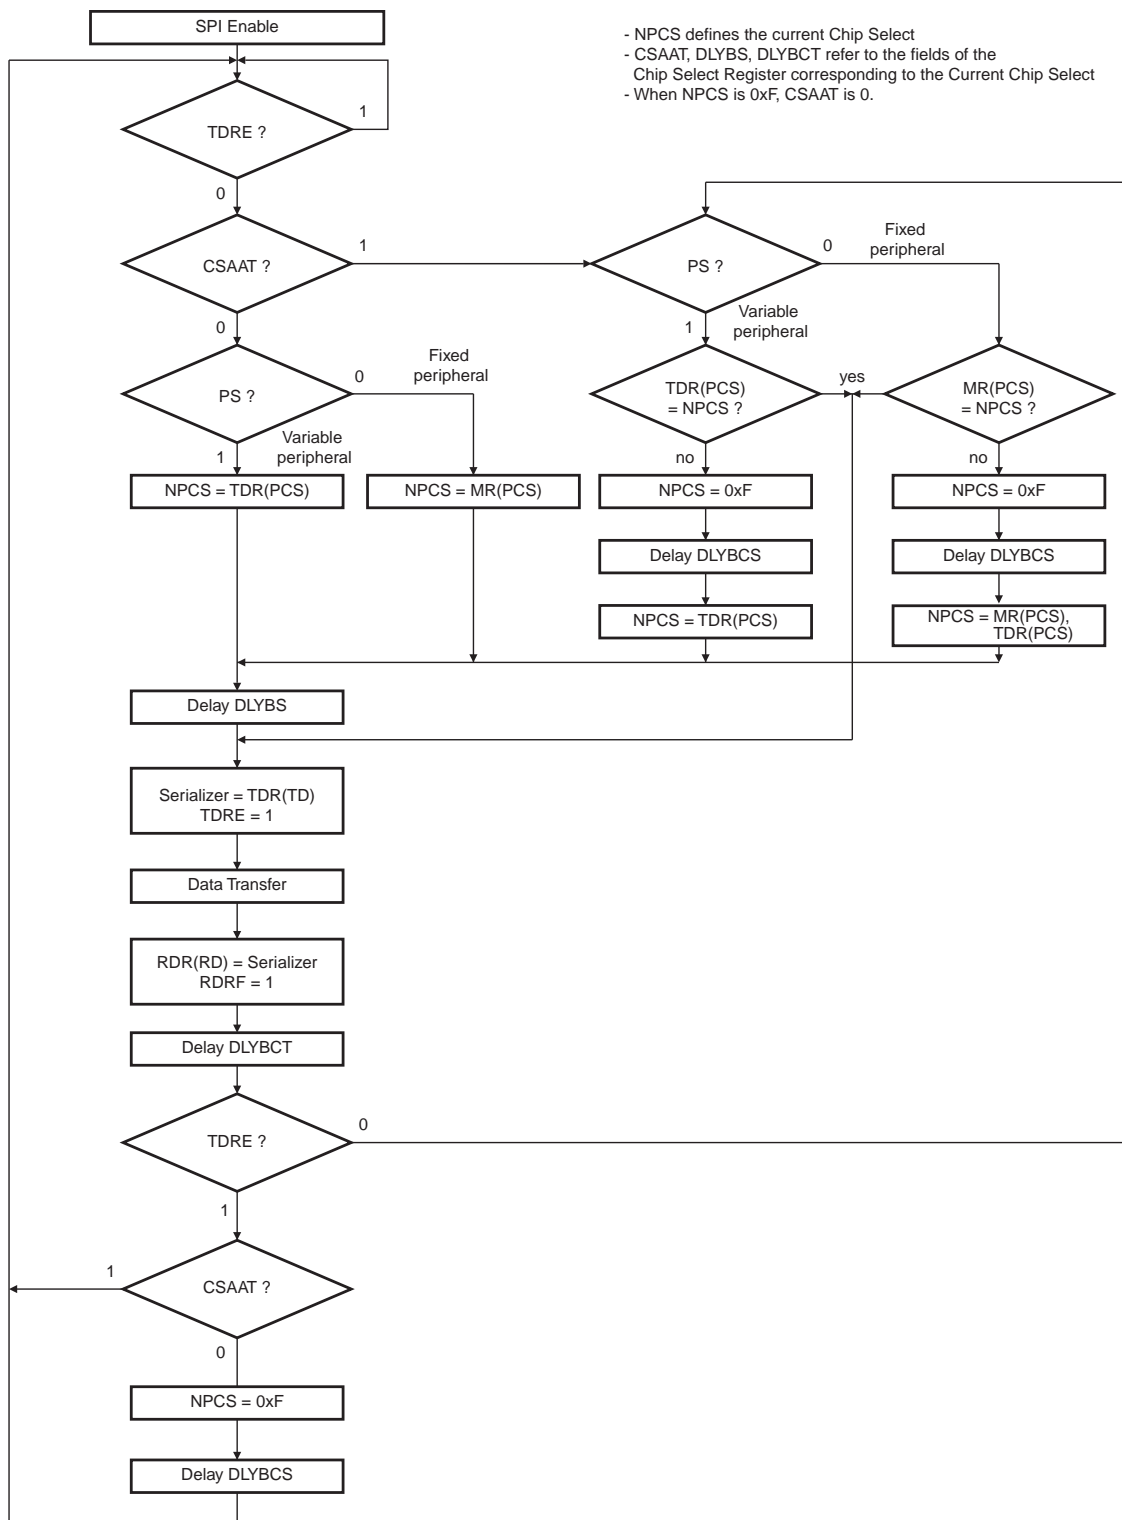 SPI Enable
- NPCS defines the current Chip Select
- CSAAT, DLYBS, DLYBCT refer to the fields of the
Chip Select Register corresponding to the Current Chip Select
- When NPCS is 0xF, CSAAT is 0.
1
TDRE ?
0
CSAAT ?
1
PS ?
0
Fixed
peripheral
0
1
Variable
peripheral
PS ?
0
Fixed
peripheral
TDR(PCS)
= NPCS ?
yes
MR(PCS)
= NPCS ?
1
Variable
peripheral
no
no
NPCS = TDR(PCS)
NPCS = MR(PCS)
NPCS = 0xF
NPCS = 0xF
Delay DLYBCS
Delay DLYBCS
NPCS = TDR(PCS)
NPCS = MR(PCS),
TDR(PCS)
Delay DLYBS
Serializer = TDR(TD)
TDRE = 1
Data Transfer
RDR(RD) = Serializer
RDRF = 1
Delay DLYBCT
TDRE ?
0
1
CSAAT ?
1
0
NPCS = 0xF
Delay DLYBCS